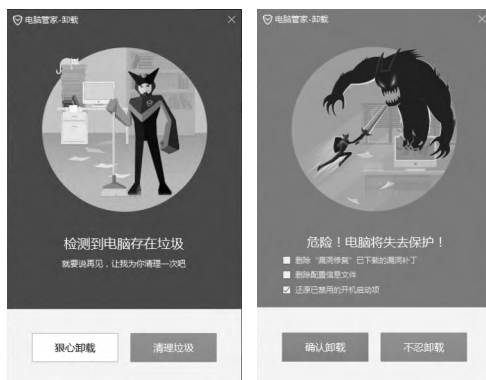 电脑管家-卸载
检测到电脑存在垃圾
就要说再见，让我为你清理一次吧
狠心卸载
清理垃圾
电脑管家-卸载
危险！电脑将失去保护！
删除“漏洞修复”已下载的漏洞补丁
删除配置信息文件
还原已禁用的开机启动项
确认卸载
不忍卸载